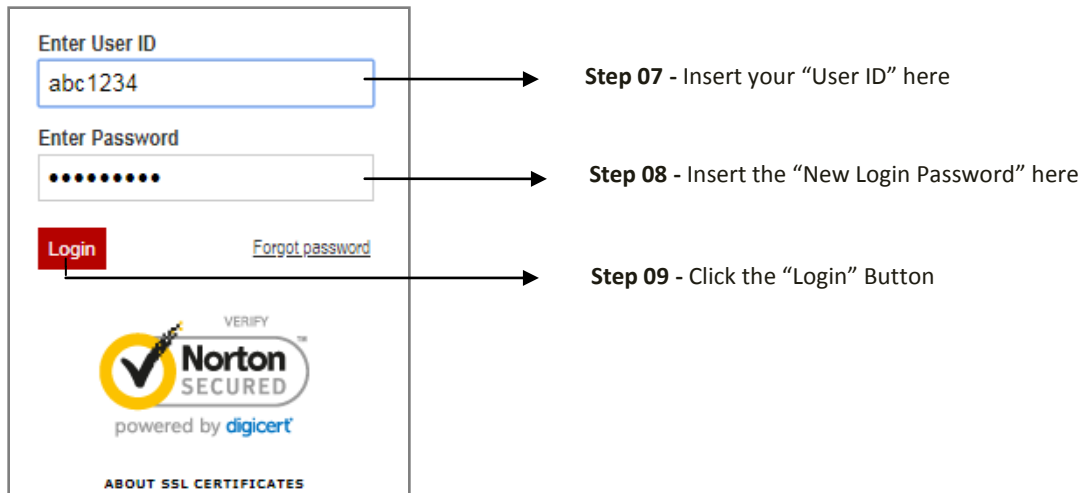 Enter User ID
abc1234
Step 07 - Insert your “User ID” here
Enter Password
•••••••••
Step 08 - Insert the “New Login Password” here
Login
Forgot password
Step 09 - Click the “Login” Button
VERIFY
Norton™
SECURED
powered by digicert
ABOUT SSL CERTIFICATES